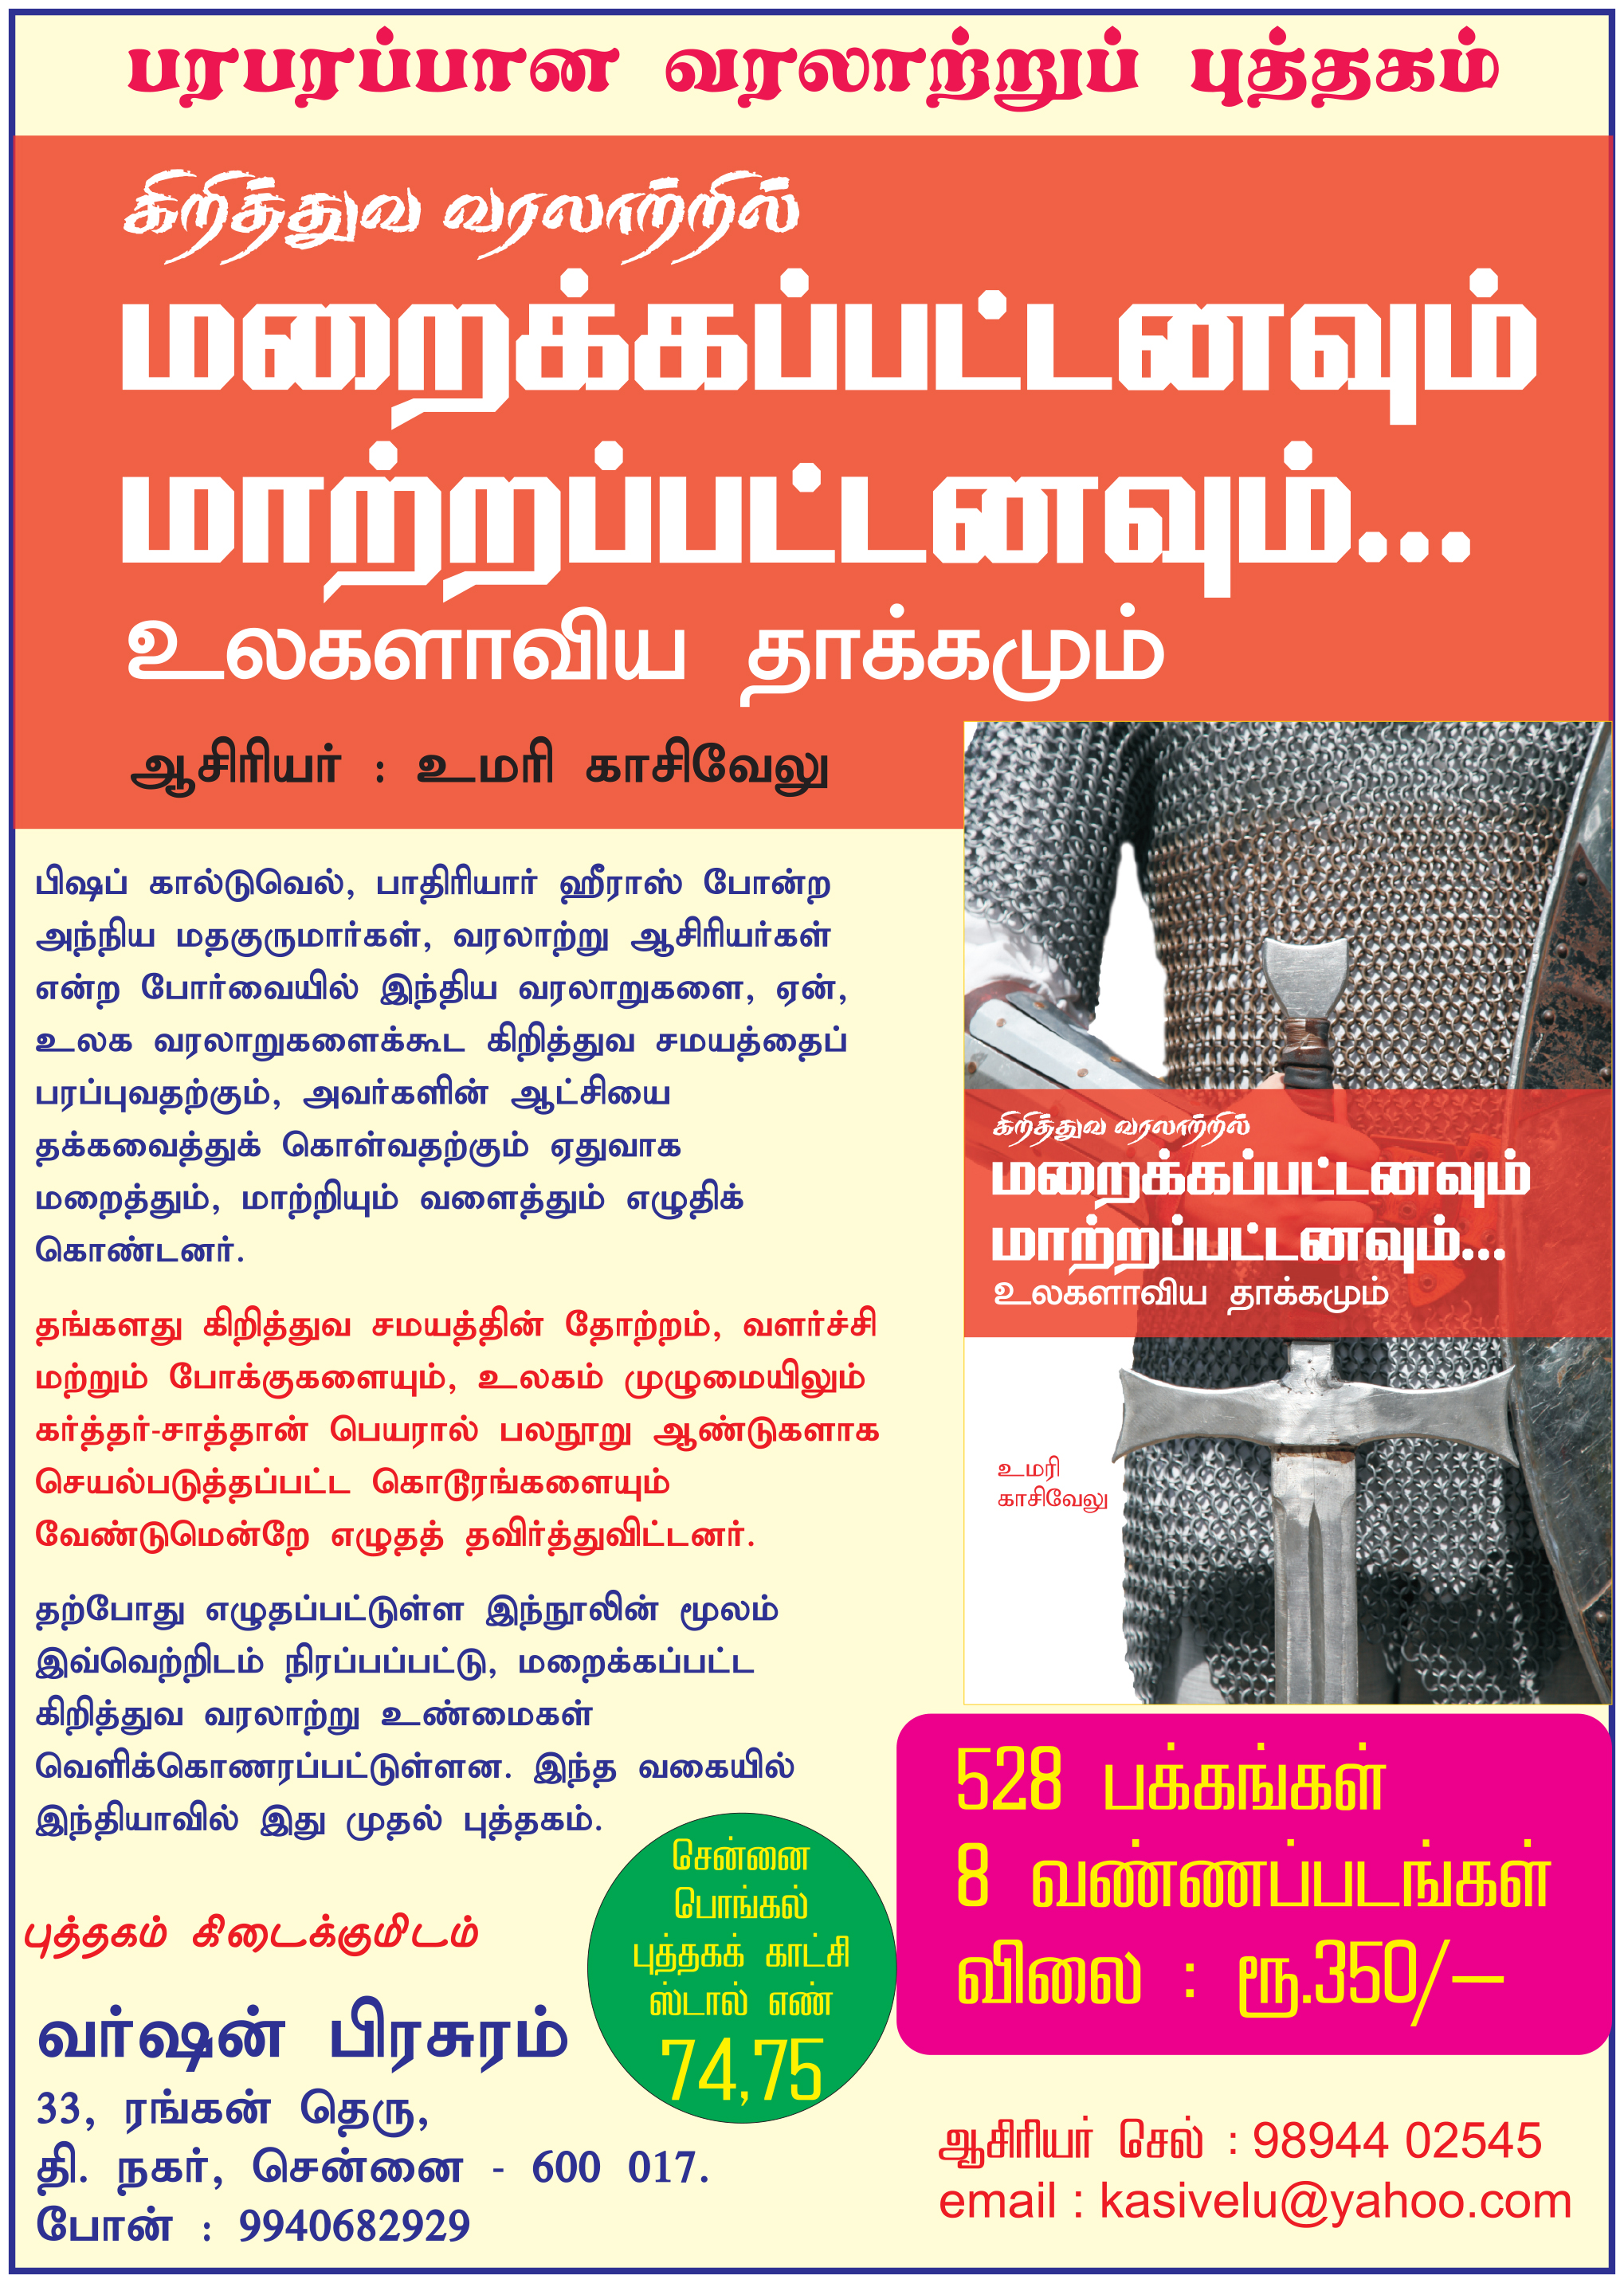 பரபரப்பான வரலாற்றுப் புத்தகம்
கிறித்துவ வரலாற்றில்
மறைக்கப்பட்டனவும்
மாற்றப்பட்டனவும்...
உலகளாவிய தாக்கமும்
ஆசிரியர் : உமரி காசிவேலு
பிஷப் கால்டுவெல், பாதிரியார் ஹீராஸ் போன்ற
அந்நிய மதகுருமார்கள், வரலாற்று ஆசிரியர்கள்
என்ற போர்வையில் இந்திய வரலாறுகளை, ஏன்,
உலக வரலாறுகளைக்கூட கிறித்துவ சமயத்தைப்
பரப்புவதற்கும், அவர்களின் ஆட்சியை
தக்கவைத்துக் கொள்வதற்கும் ஏதுவாக
மறைத்தும், மாற்றியும் வளைத்தும் எழுதிக்
கொண்டனர்.
தங்களது கிறித்துவ சமயத்தின் தோற்றம், வளர்ச்சி
மற்றும் போக்குகளையும், உலகம் முழுமையிலும்
கர்த்தர்-சாத்தான் பெயரால் பலநூறு ஆண்டுகளாக
செயல்படுத்தப்பட்ட கொடூரங்களையும்
வேண்டுமென்றே எழுதத் தவிர்த்துவிட்டனர்.
தற்போது எழுதப்பட்டுள்ள இந்நூலின் மூலம்
இவ்வெற்றிடம் நிரப்பப்பட்டு, மறைக்கப்பட்ட
கிறித்துவ வரலாற்று உண்மைகள்
வெளிக்கொணரப்பட்டுள்ளன. இந்த வகையில்
இந்தியாவில் இது முதல் புத்தகம்.
கிறித்துவ வரலாற்றில்
மறைக்கப்பட்டனவும்
மாற்றப்பட்டனவும்...
உலகளாவிய தாக்கமும்
உமரி
காசிவேலு
528 பக்கங்கள்
8 வண்ணப்படங்கள்
விலை : ரூ.350/–
சென்னை
பொங்கல்
புத்தகக் காட்சி
ஸ்டால் எண்
74,75
புத்தகம் கிடைக்குமிடம்
வர்ஷன் பிரசுரம்
33, ரங்கன் தெரு,
தி. நகர், சென்னை - 600 017.
போன் : 9940682929
ஆசிரியர் செல் : 98944 02545
email : kasivelu@yahoo.com